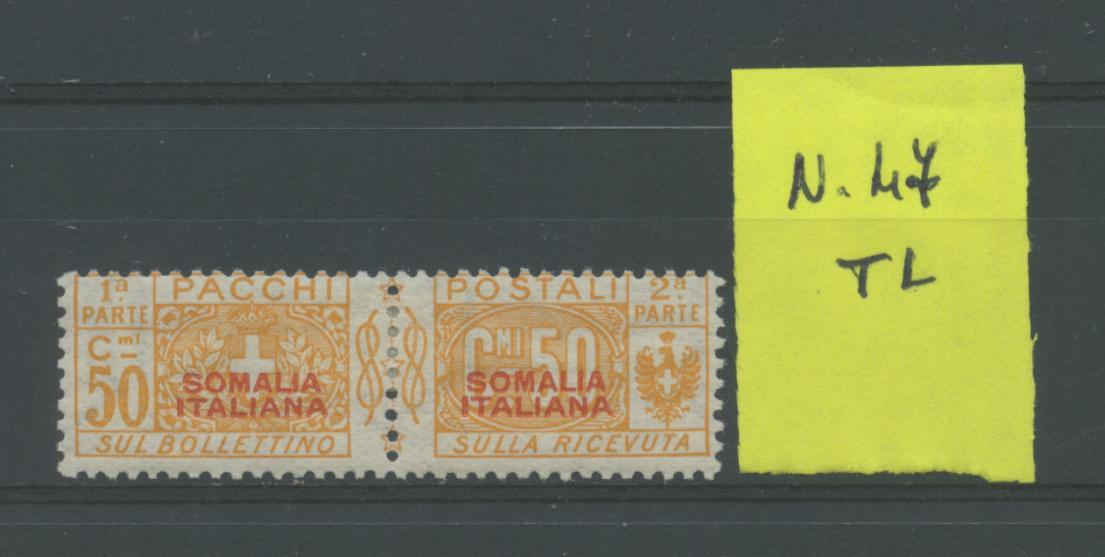 1ª PARTE PACCHI POSTALI 2ª PARTE
Cmi 50 CMI 50
SOMALIA ITALIANA SOMALIA ITALIANA
SUL BOLLETTINO SULLA RICEVUTA
N. 47
TL